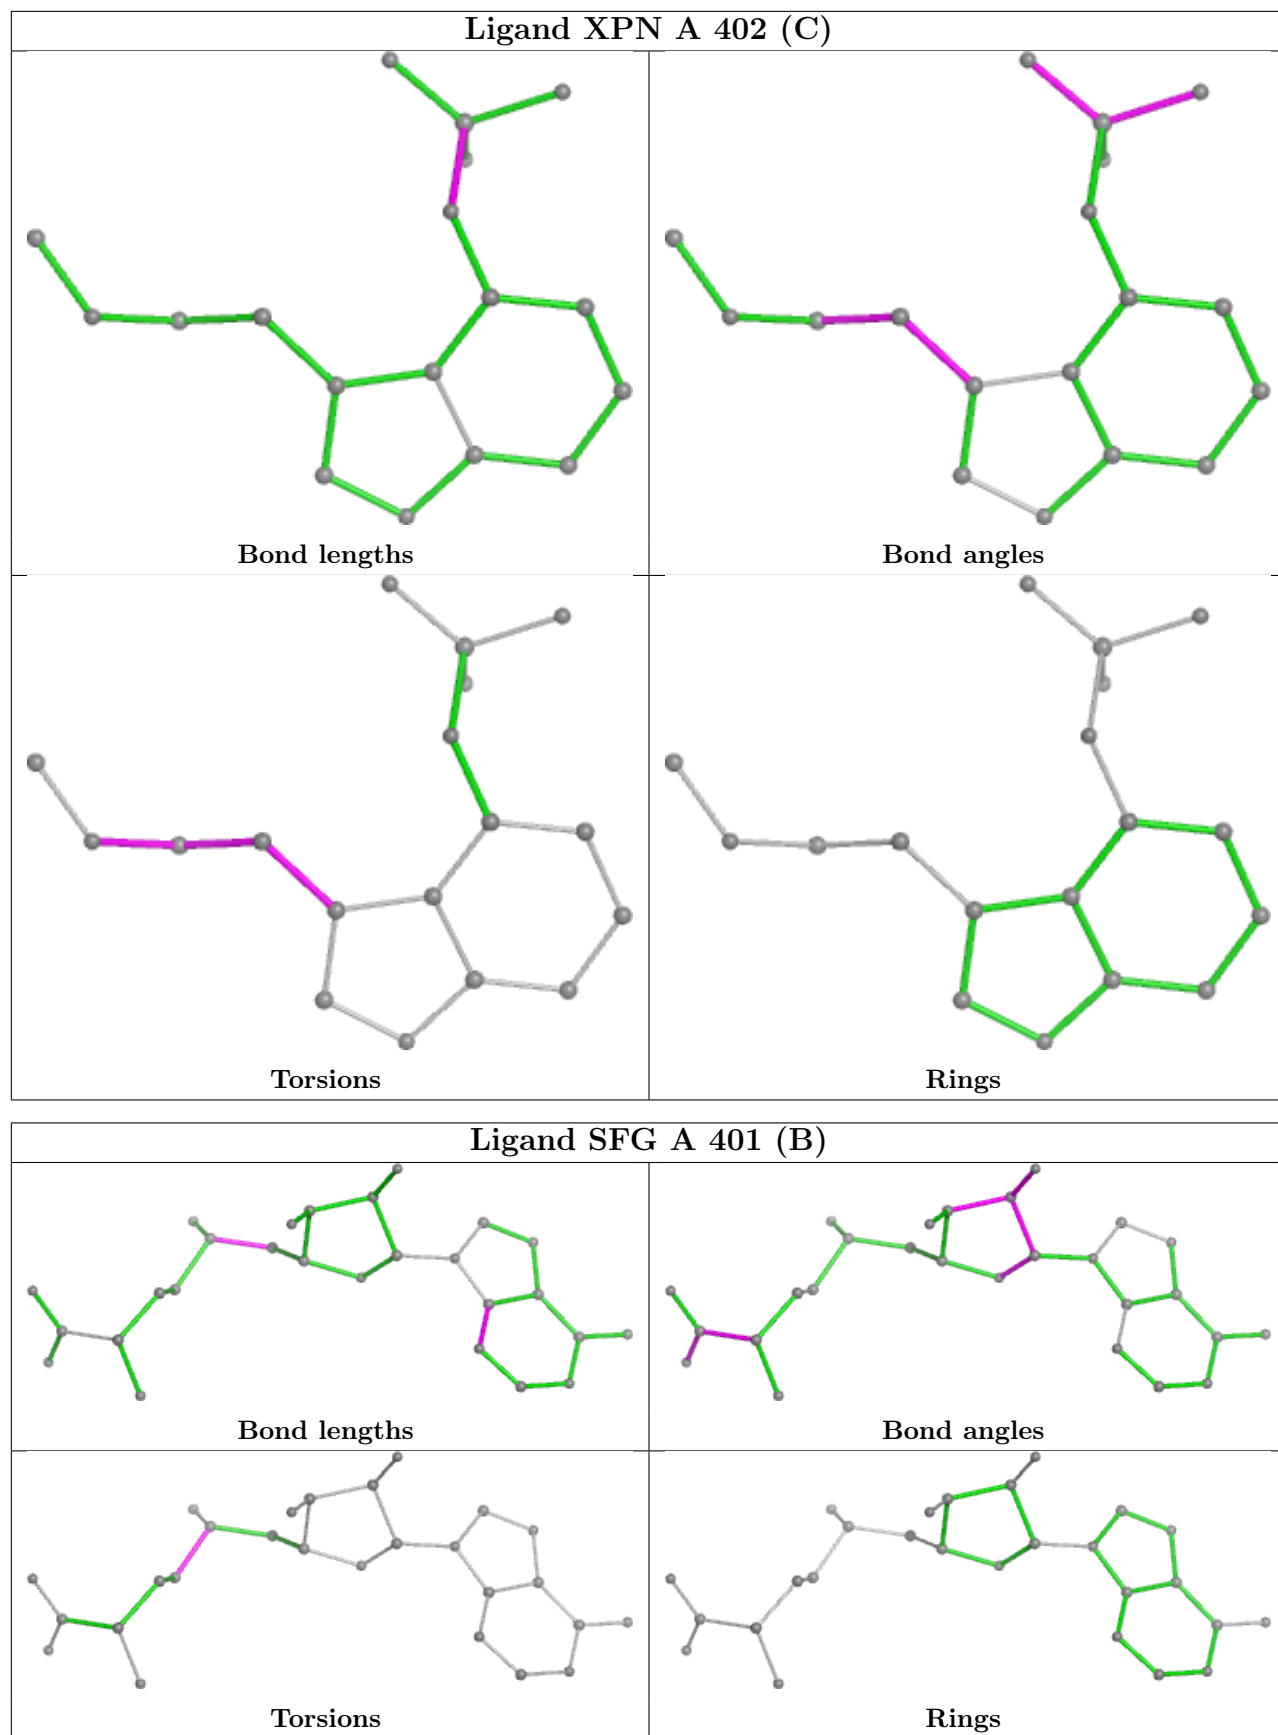 Ligand XPN A 402 (C)
Bond lengths
Bond angles
Torsions
Rings
Ligand SFG A 401 (B)
Bond lengths
Bond angles
Torsions
Rings